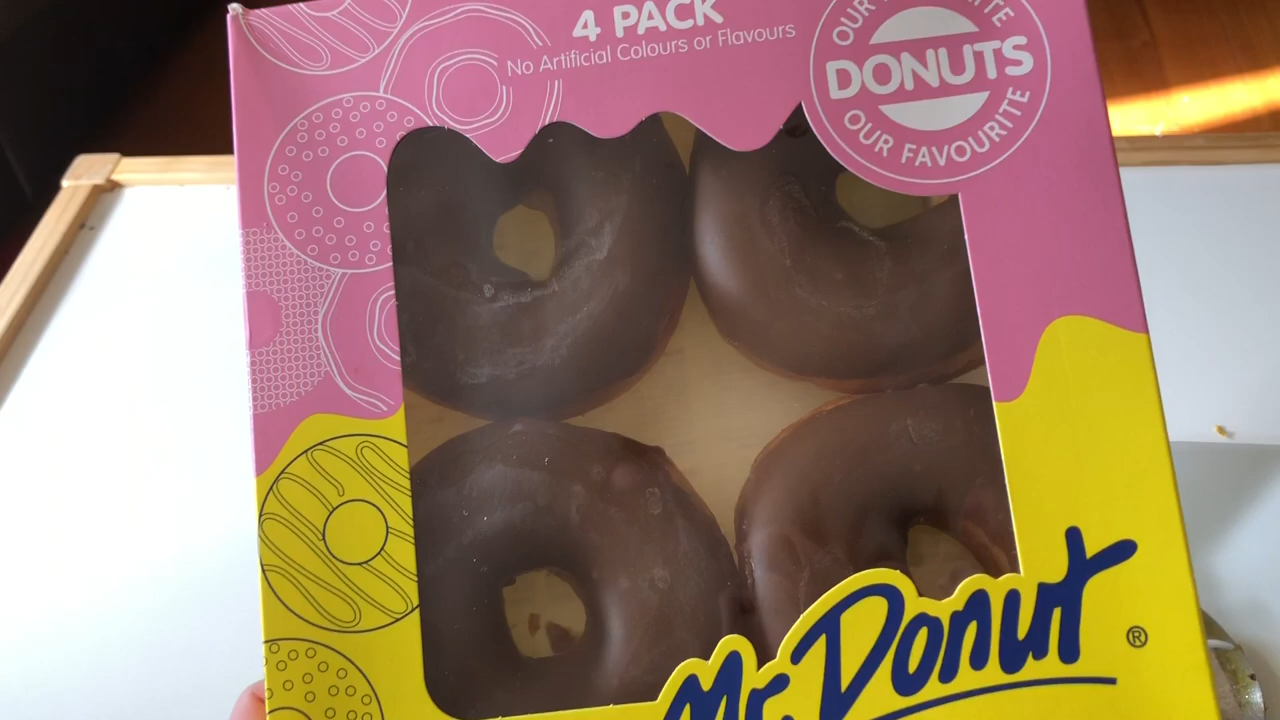 4 PACK
No Artificial Colours or Flavours
OUR FAVOURITE
DONUTS
OUR FAVOURITE
Mr. Donut ®